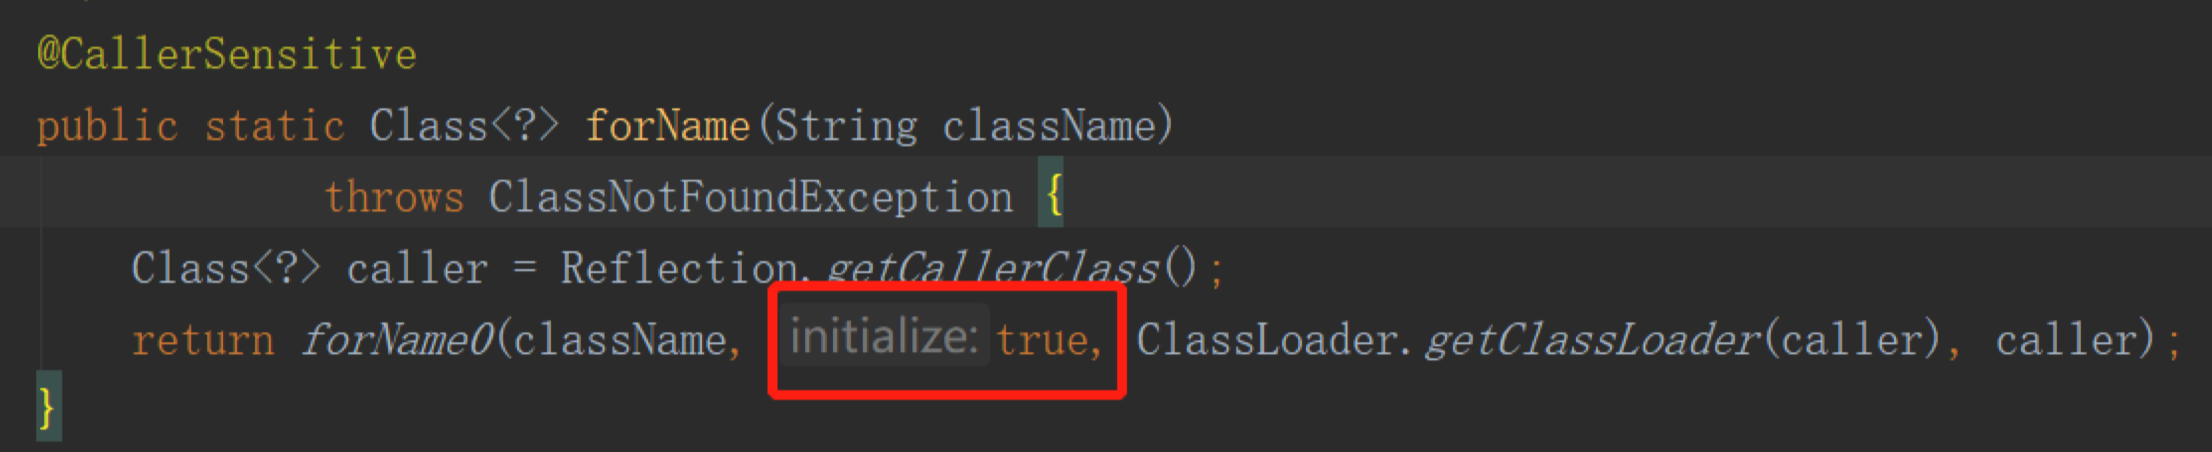 @CallerSensitive
public static Class<?> forName(String className)
throws ClassNotFoundException {
Class<?> caller = Reflection.getCallerClass();
return forName0(className, initialize: true, ClassLoader.getClassLoader(caller), caller);
}